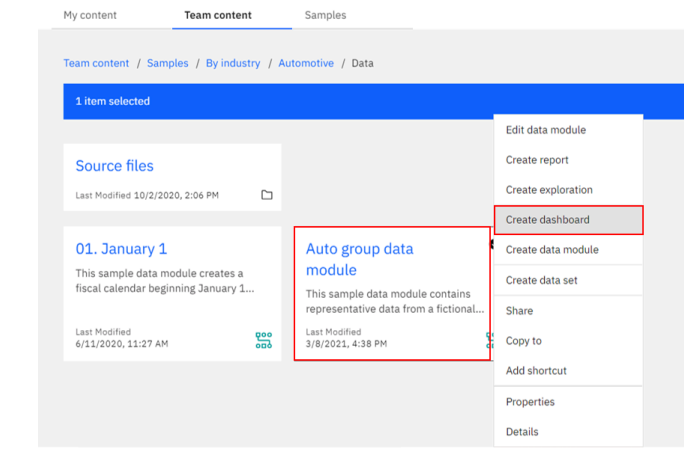 My content Team content Samples
Team content / Samples / By industry / Automotive / Data
1 item selected
Source files
Last Modified 10/2/2020, 2:06 PM
01. January 1
This sample data module creates a
fiscal calendar beginning January 1...
Last Modified
6/11/2020, 11:27 AM
Auto group data
module
This sample data module contains
representative data from a fictional...
Last Modified
3/8/2021, 4:38 PM
Edit data module
Create report
Create exploration
Create dashboard
Create data module
Create data set
Share
Copy to
Add shortcut
Properties
Details